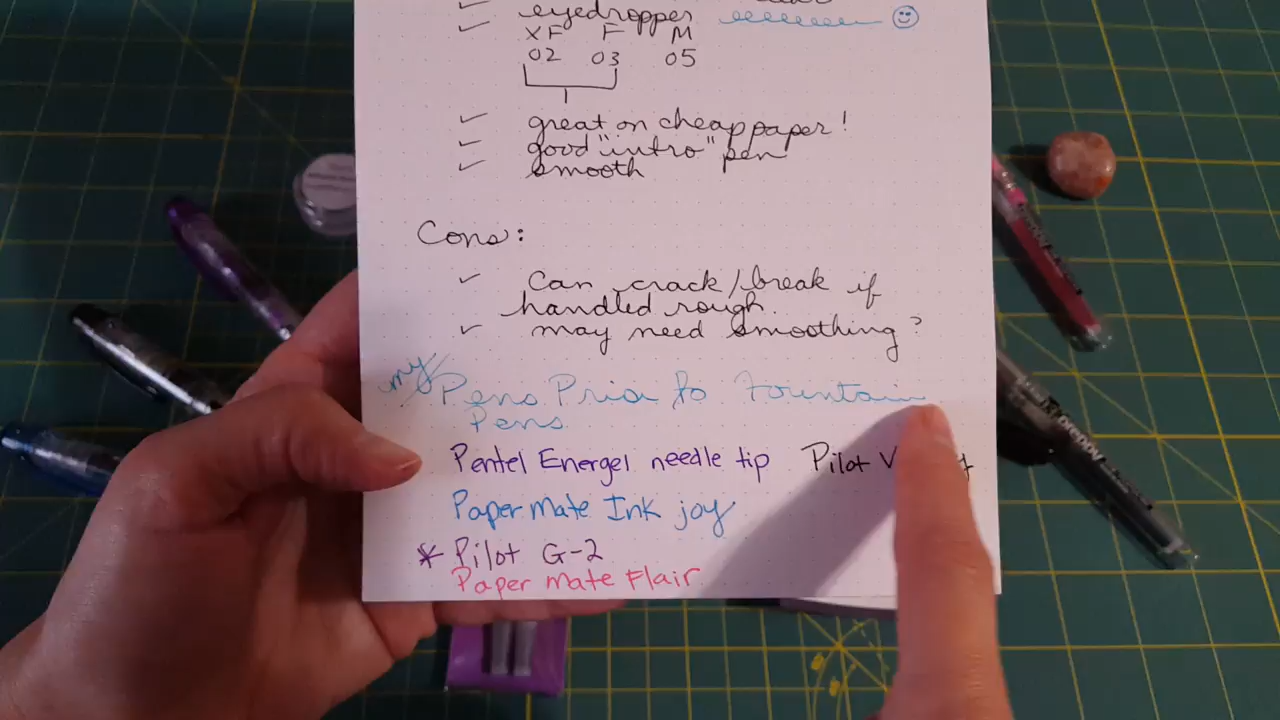 ✓ eyedropper
✓ XF F M
02 03 05
✓ great on cheap paper!
✓ good "intro" pen
✓ smooth
Cons:
✓ Can crack/break if
handled rough.
✓ may need smoothing?
my Pens Prior to Fountain
Pens
Pentel Energel needle tip Pilot
Paper mate Ink joy
* Pilot G-2
Paper mate Flair